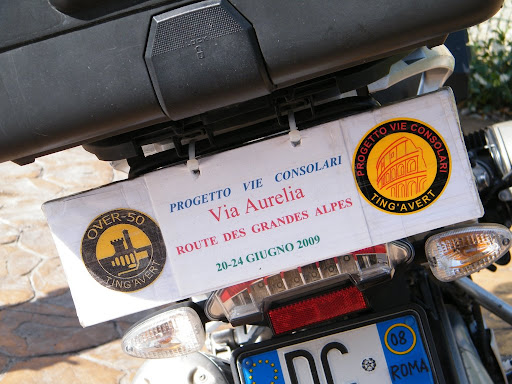 PROGETTO VIE CONSOLARI
Via Aurelia
ROUTE DES GRANDES ALPES
20-24 GIUGNO 2009
OVER-50
TING'AVERT
PROGETTO VIE CONSOLARI
TING'AVERT
08
ROMA